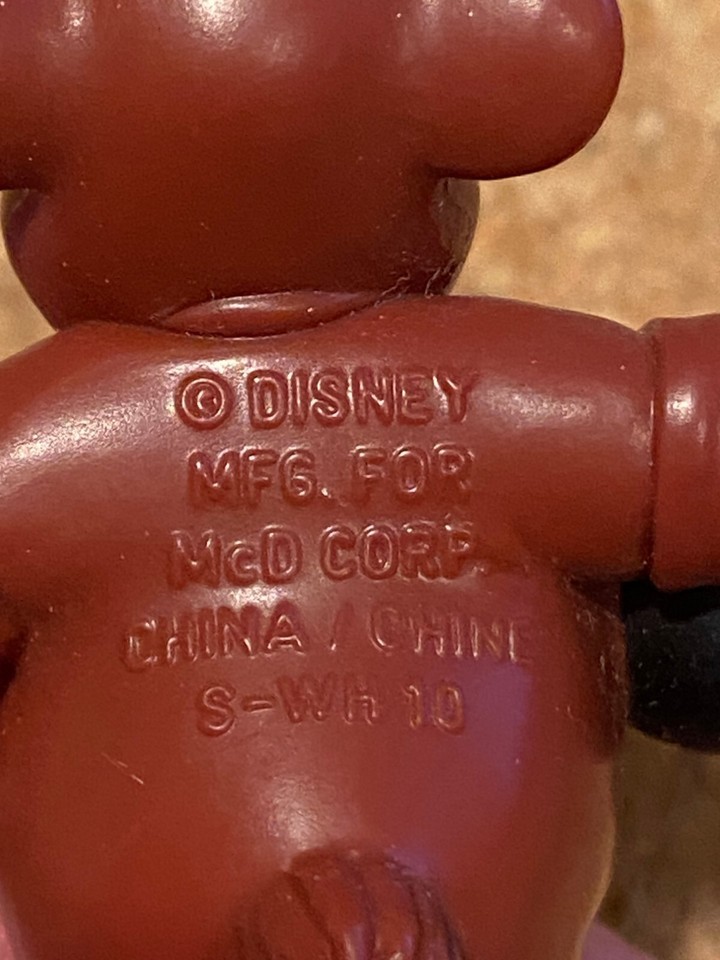 © DISNEY
MFG. FOR
McD CORP.
CHINA / CHINE
S-WH 10